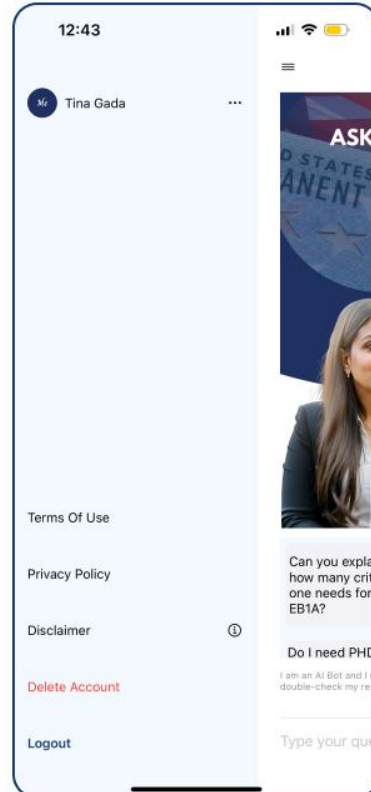 12:43
Me Tina Gada ...
ASK
D STATES
ANENT
Terms Of Use
Privacy Policy
Disclaimer
Delete Account
Logout
Can you expla
how many crit
one needs for
EB1A?
Do I need PHD
I am an AI Bot and I
double-check my re
Type your que